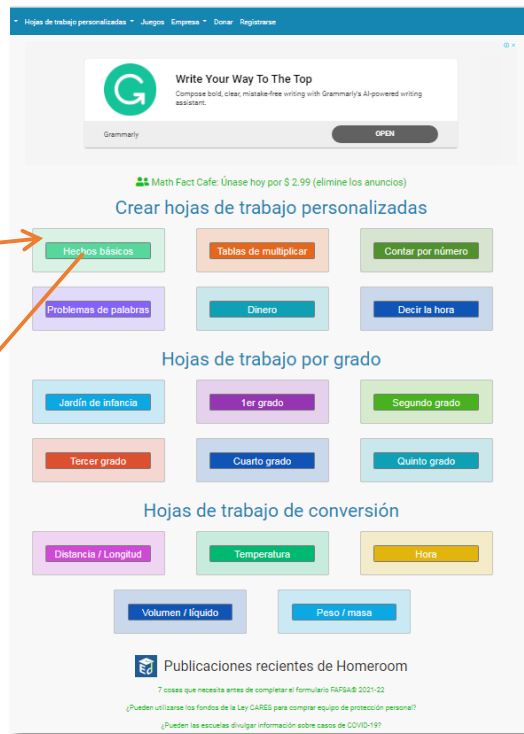 Hojas de trabajo personalizadas Juegos Empresa Donar Registrarse
Write Your Way To The Top
Compose bold, clear, mistake-free writing with Grammarly's AI-powered writing
assistant.
Grammarly OPEN
Math Fact Cafe: Únase hoy por $ 2.99 (elimine los anuncios)
Crear hojas de trabajo personalizadas
Hechos básicos Tablas de multiplicar Contar por número
Problemas de palabras Dinero Decir la hora
Hojas de trabajo por grado
Jardín de infancia 1er grado Segundo grado
Tercer grado Cuarto grado Quinto grado
Hojas de trabajo de conversión
Distancia / Longitud Temperatura Hora
Volumen / líquido Peso / masa
Publicaciones recientes de Homeroom
7 cosas que necesita antes de completar el formulario FAFSA® 2021-22
¿Pueden utilizarse los fondos de la Ley CARES para comprar equipo de protección personal?
¿Pueden las escuelas divulgar información sobre casos de COVID-19?